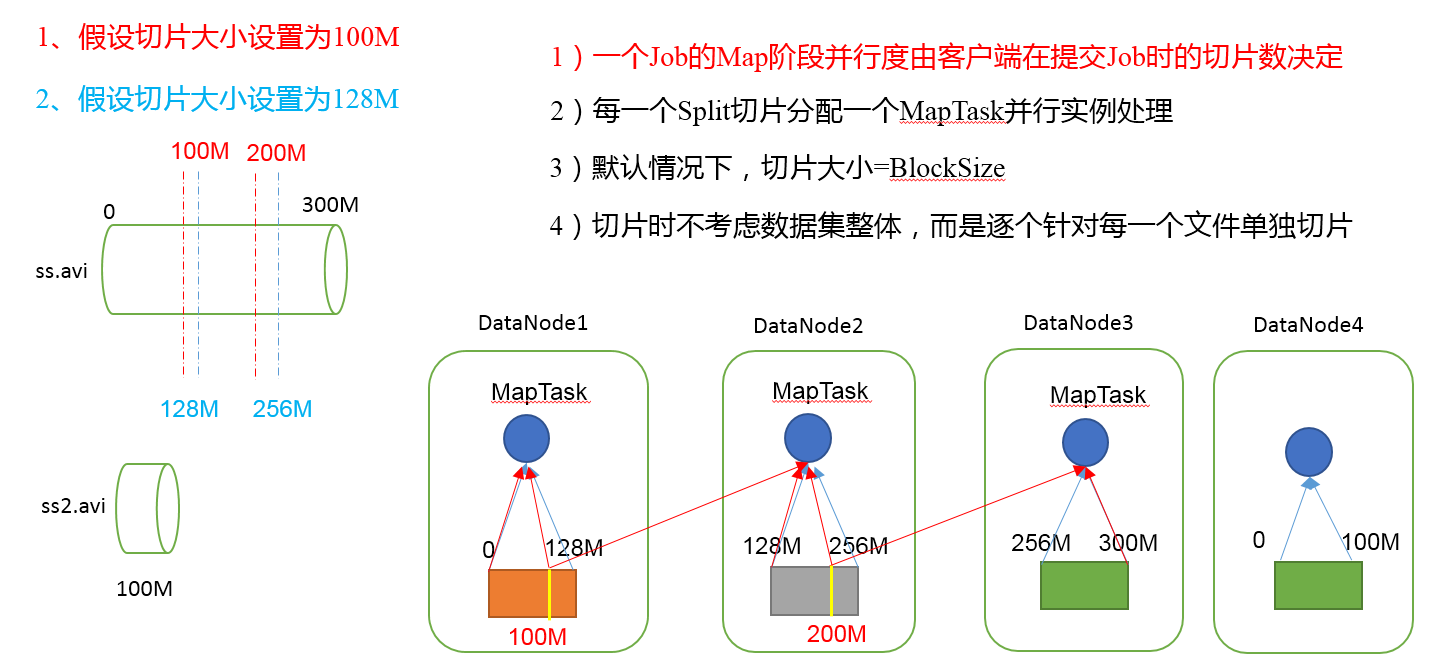 1、假设切片大小设置为100M
2、假设切片大小设置为128M
1）一个Job的Map阶段并行度由客户端在提交Job时的切片数决定
2）每一个Split切片分配一个MapTask并行实例处理
3）默认情况下，切片大小=BlockSize
4）切片时不考虑数据集整体，而是逐个针对每一个文件单独切片
100M 200M
0 300M
ss.avi
128M 256M
ss2.avi
100M
DataNode1
MapTask
0 128M
100M
DataNode2
MapTask
128M 256M
200M
DataNode3
MapTask
256M 300M
DataNode4
0 100M